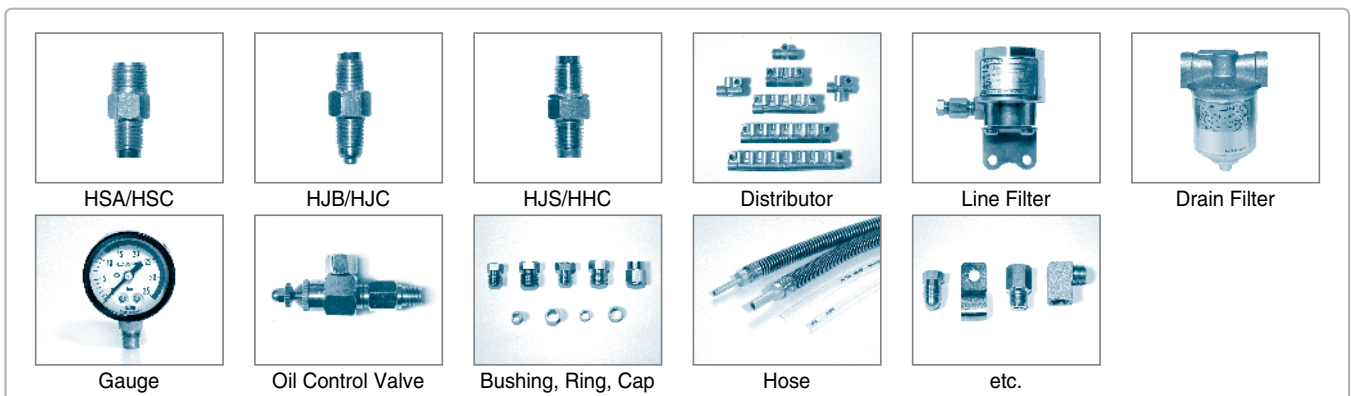 HSA/HSC
HJB/HJC
HJS/HHC
Distributor
Line Filter
Drain Filter
Gauge
Oil Control Valve
Bushing, Ring, Cap
Hose
etc.